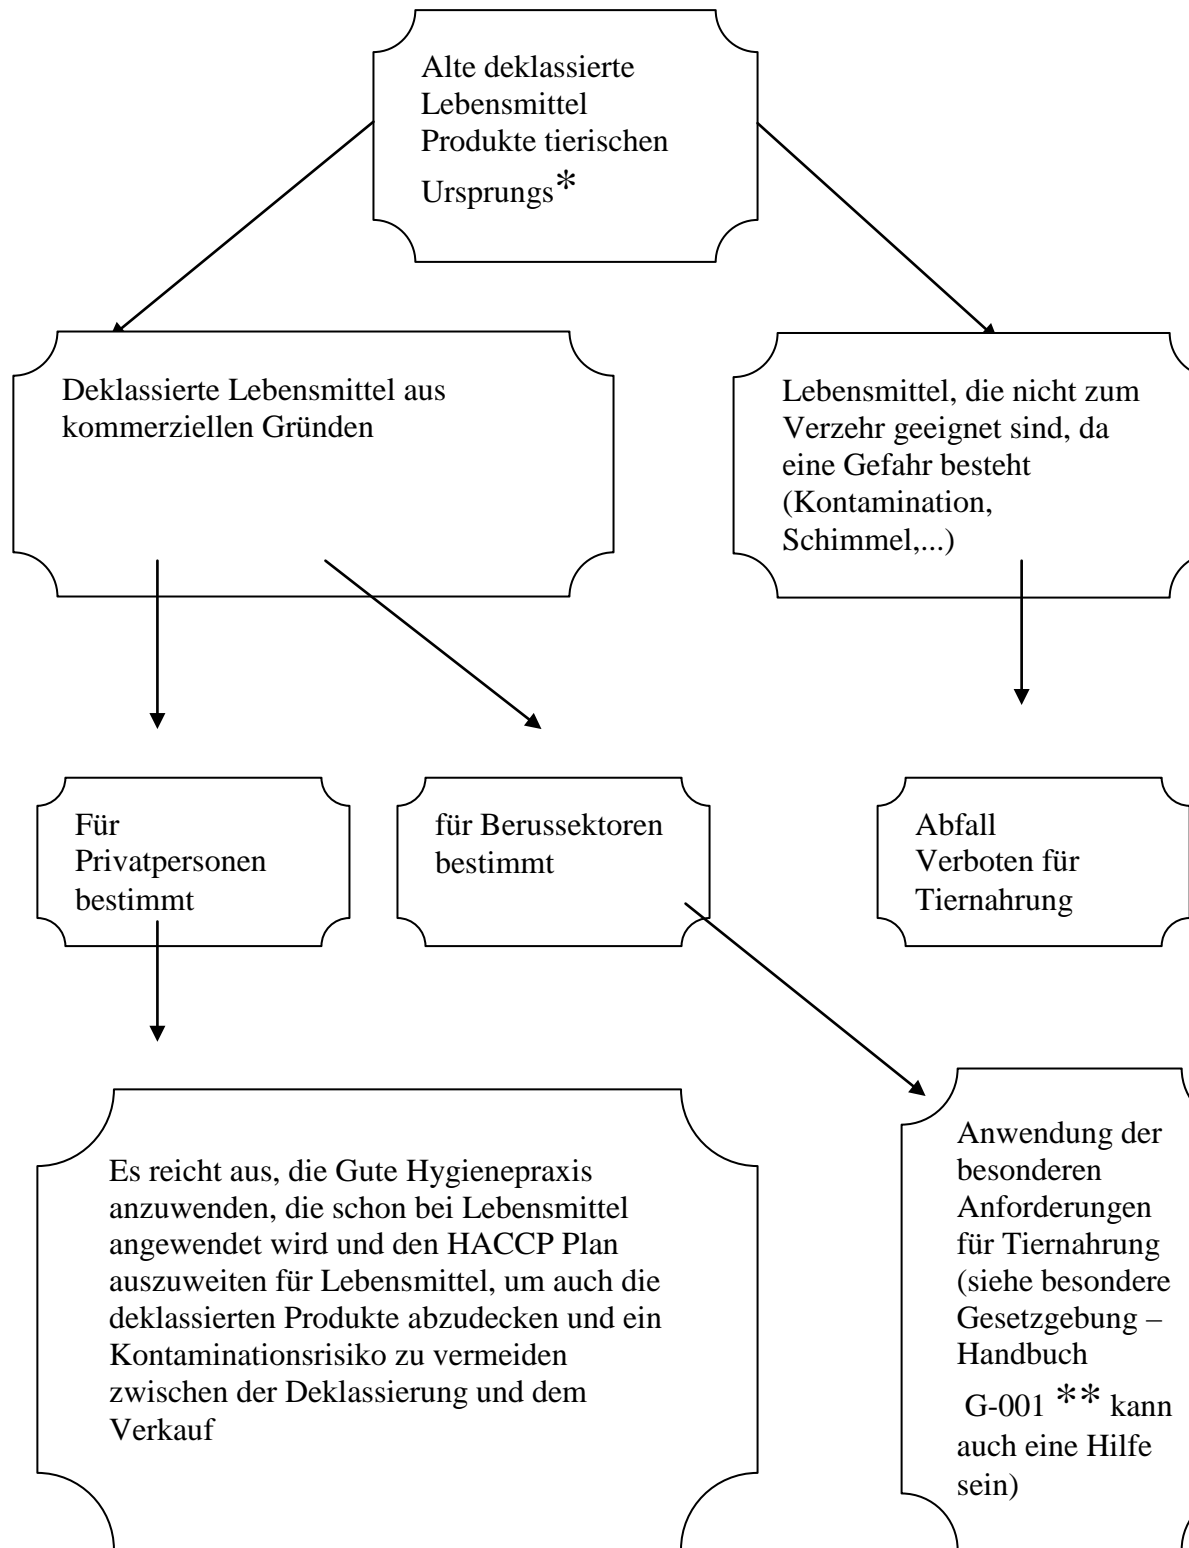 Alte deklassierte
Lebensmittel
Produkte tierischen
Ursprungs*
Deklassierte Lebensmittel aus
kommerziellen Gründen
Lebensmittel, die nicht zum
Verzehr geeignet sind, da
eine Gefahr besteht
(Kontamination,
Schimmel,...)
Für
Privatpersonen
bestimmt
für Berussektoren
bestimmt
Abfall
Verboten für
Tiernahrung
Es reicht aus, die Gute Hygienepraxis
anzuwenden, die schon bei Lebensmittel
angewendet wird und den HACCP Plan
auszuweiten für Lebensmittel, um auch die
deklassierten Produkte abzudecken und ein
Kontaminationsrisiko zu vermeiden
zwischen der Deklassierung und dem
Verkauf
Anwendung der
besonderen
Anforderungen
für Tiernahrung
(siehe besondere
Gesetzgebung –
Handbuch
G-001 ** kann
auch eine Hilfe
sein)